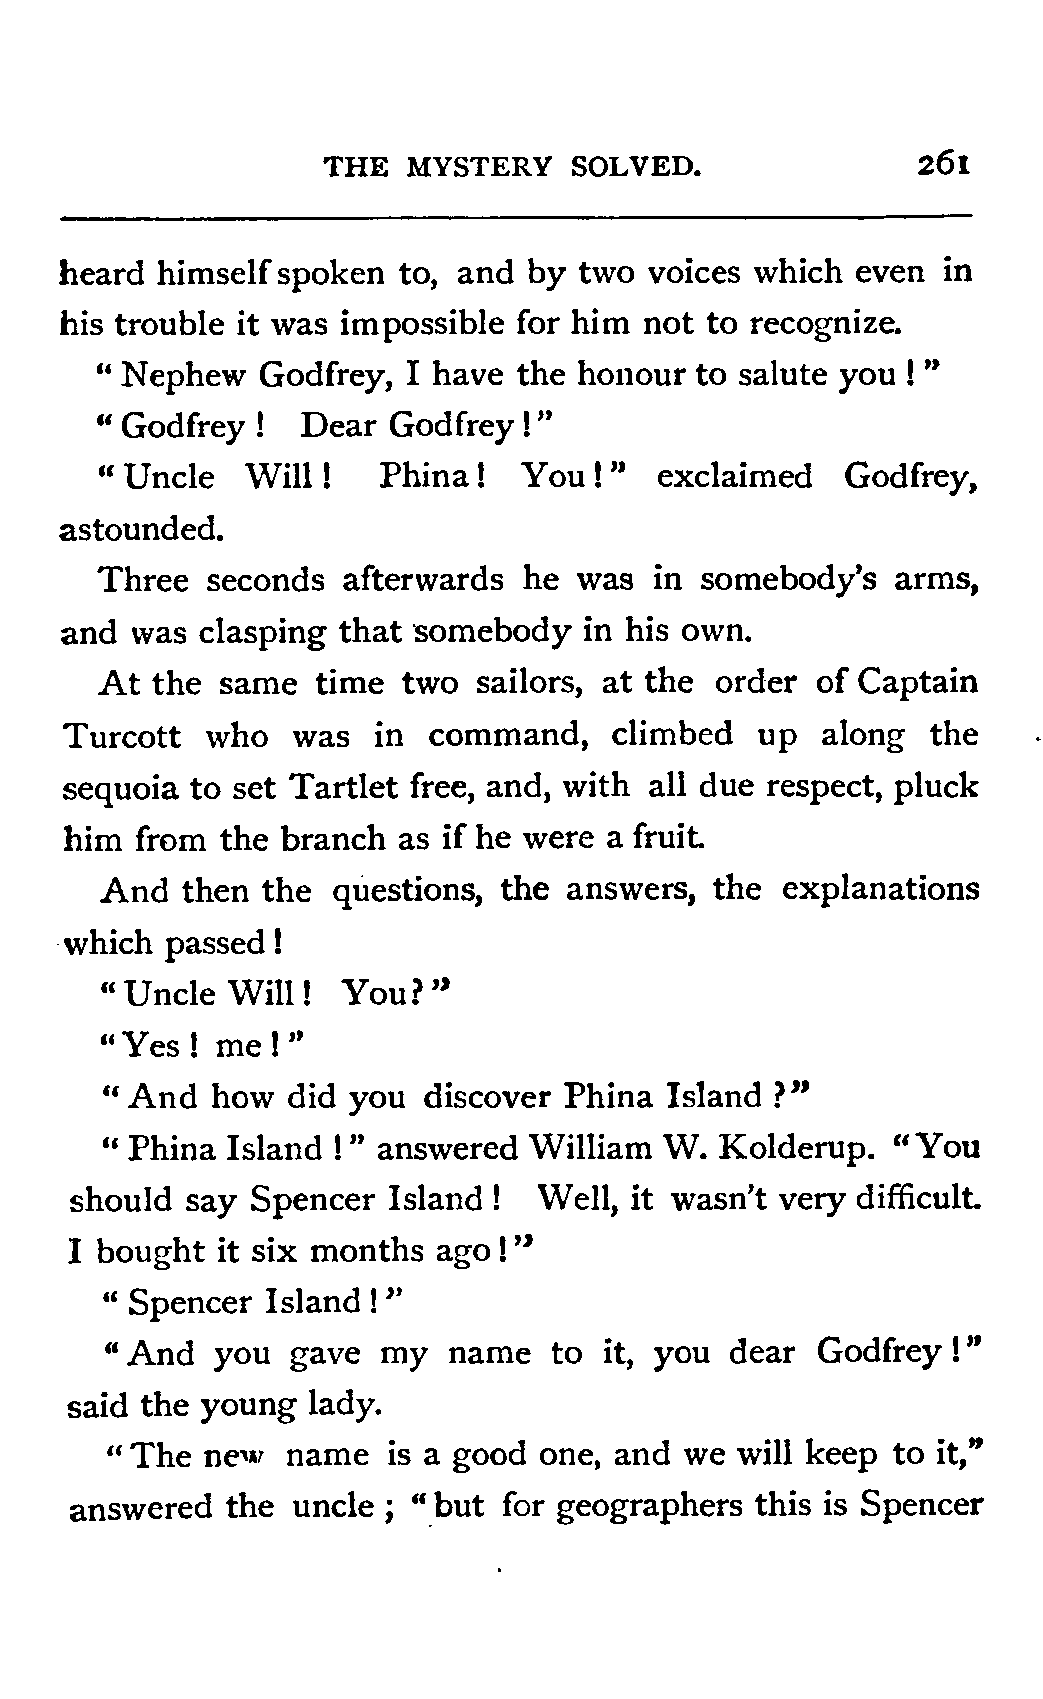 THE MYSTERY SOLVED. 261
heard himself spoken to, and by two voices which even in
his trouble it was impossible for him not to recognize.
" Nephew Godfrey, I have the honour to salute you ! "
" Godfrey ! Dear Godfrey ! "
" Uncle Will ! Phina ! You ! " exclaimed Godfrey,
astounded.
Three seconds afterwards he was in somebody's arms,
and was clasping that somebody in his own.
At the same time two sailors, at the order of Captain
Turcott who was in command, climbed up along the
sequoia to set Tartlet free, and, with all due respect, pluck
him from the branch as if he were a fruit.
And then the questions, the answers, the explanations
which passed !
" Uncle Will ! You? "
" Yes ! me ! "
" And how did you discover Phina Island ? "
" Phina Island ! " answered William W. Kolderup. " You
should say Spencer Island ! Well, it wasn't very difficult.
I bought it six months ago ! "
" Spencer Island ! "
" And you gave my name to it, you dear Godfrey ! "
said the young lady.
" The new name is a good one, and we will keep to it,"
answered the uncle ; " but for geographers this is Spencer